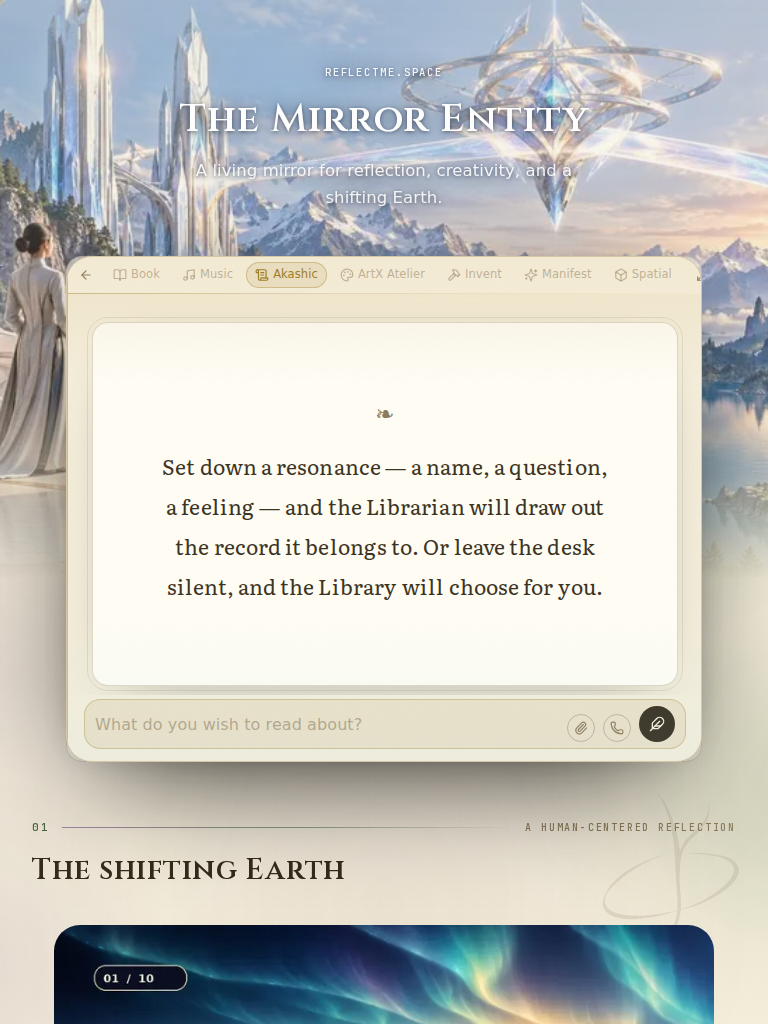 REFLECTME.SPACE
The Mirror Entity
A living mirror for reflection, creativity, and a
shifting Earth.
Book Music Akashic ArtX Atelier Invent Manifest Spatial
❧
Set down a resonance — a name, a question,
a feeling — and the Librarian will draw out
the record it belongs to. Or leave the desk
silent, and the Library will choose for you.
What do you wish to read about?
01 A HUMAN-CENTERED REFLECTION
The shifting Earth
01 / 10